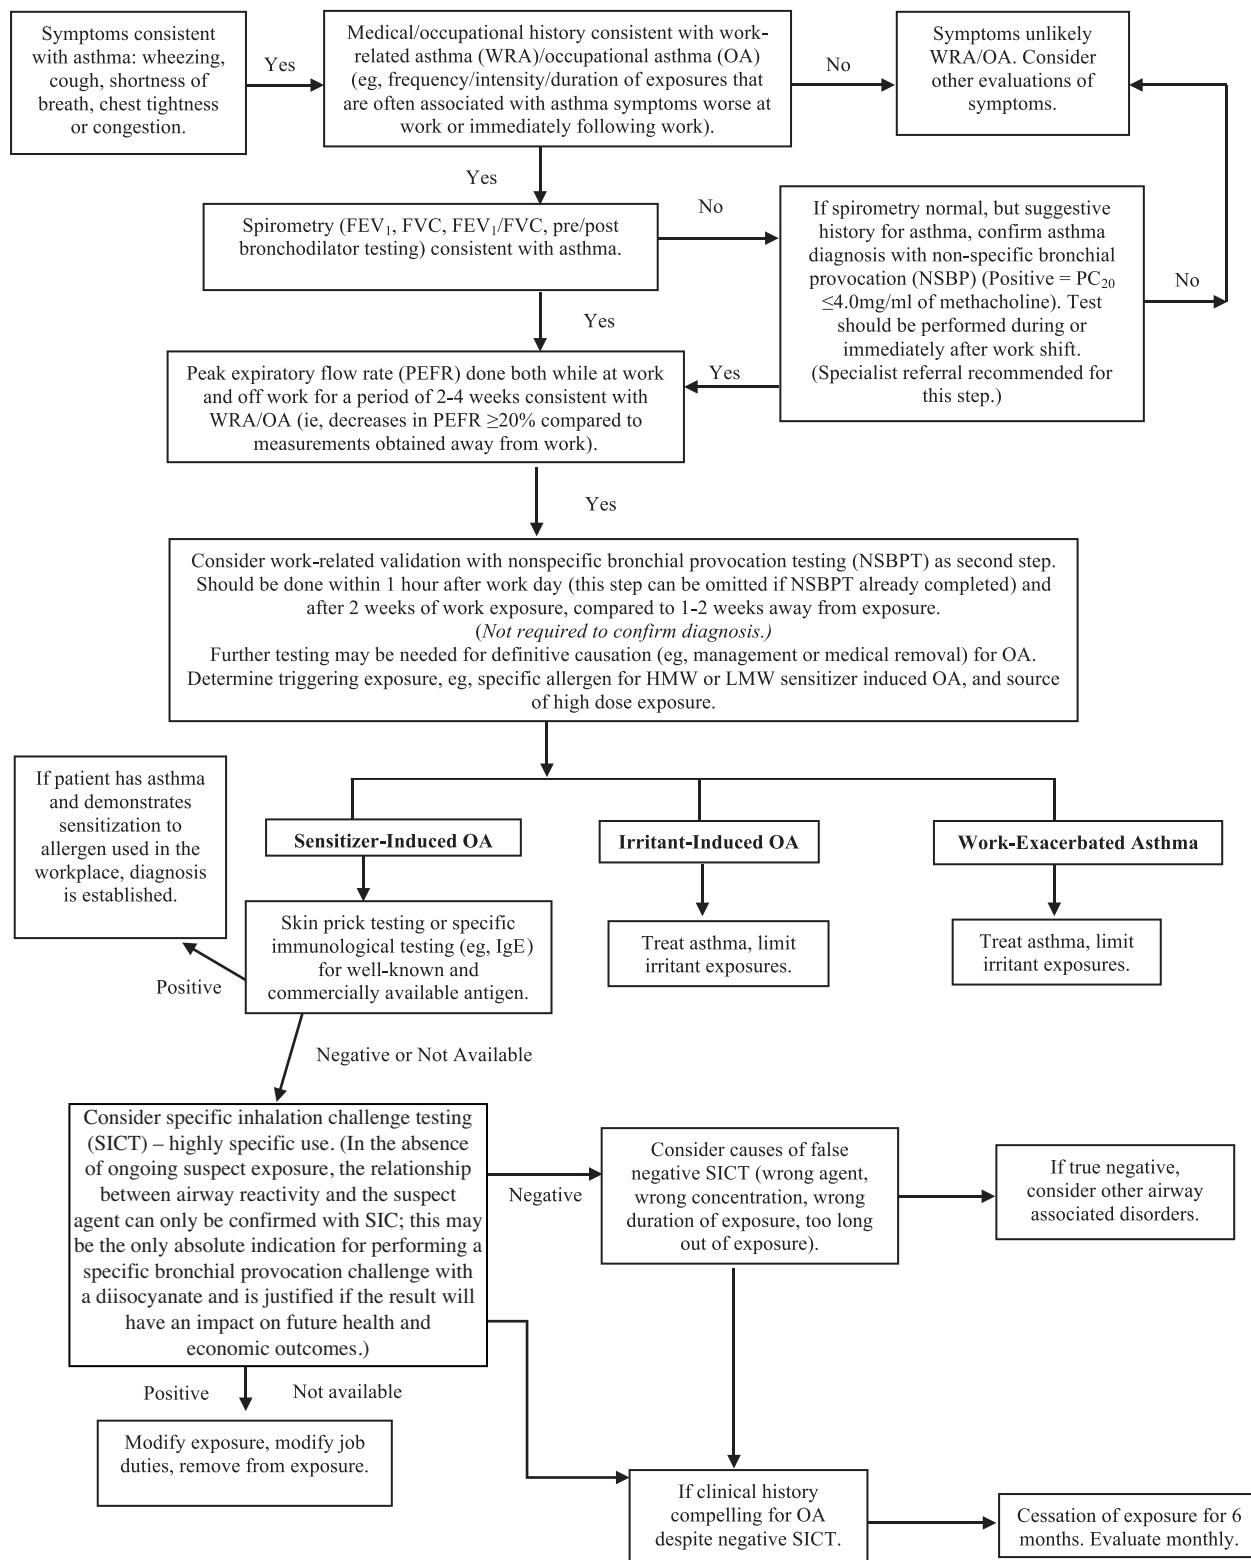 Symptoms consistent
with asthma: wheezing,
cough, shortness of
breath, chest tightness
or congestion.
Yes
Medical/occupational history consistent with work-
related asthma (WRA)/occupational asthma (OA)
(eg, frequency/intensity/duration of exposures that
are often associated with asthma symptoms worse at
work or immediately following work).
No
Symptoms unlikely
WRA/OA. Consider
other evaluations of
symptoms.
Yes
Spirometry (FEV₁, FVC, FEV₁/FVC, pre/post
bronchodilator testing) consistent with asthma.
No
If spirometry normal, but suggestive
history for asthma, confirm asthma
diagnosis with non-specific bronchial
provocation (NSBP) (Positive = PC₂₀
≤4.0mg/ml of methacholine). Test
should be performed during or
immediately after work shift.
(Specialist referral recommended for
this step.)
No
Yes
Yes
Peak expiratory flow rate (PEFR) done both while at work
and off work for a period of 2-4 weeks consistent with
WRA/OA (ie, decreases in PEFR ≥20% compared to
measurements obtained away from work).
Yes
Consider work-related validation with nonspecific bronchial provocation testing (NSBPT) as second step.
Should be done within 1 hour after work day (this step can be omitted if NSBPT already completed) and
after 2 weeks of work exposure, compared to 1-2 weeks away from exposure.
(Not required to confirm diagnosis.)
Further testing may be needed for definitive causation (eg, management or medical removal) for OA.
Determine triggering exposure, eg, specific allergen for HMW or LMW sensitizer induced OA, and source
of high dose exposure.
If patient has asthma
and demonstrates
sensitization to
allergen used in the
workplace, diagnosis
is established.
Sensitizer-Induced OA
Irritant-Induced OA
Work-Exacerbated Asthma
Skin prick testing or specific
immunological testing (eg, IgE)
for well-known and
commercially available antigen.
Treat asthma, limit
irritant exposures.
Treat asthma, limit
irritant exposures.
Positive
Negative or Not Available
Consider specific inhalation challenge testing
(SICT) – highly specific use. (In the absence
of ongoing suspect exposure, the relationship
between airway reactivity and the suspect
agent can only be confirmed with SIC; this may
be the only absolute indication for performing a
specific bronchial provocation challenge with
a diisocyanate and is justified if the result will
have an impact on future health and
economic outcomes.)
Negative
Consider causes of false
negative SICT (wrong agent,
wrong concentration, wrong
duration of exposure, too long
out of exposure).
If true negative,
consider other airway
associated disorders.
Positive
Not available
Modify exposure, modify job
duties, remove from exposure.
If clinical history
compelling for OA
despite negative SICT.
Cessation of exposure for 6
months. Evaluate monthly.